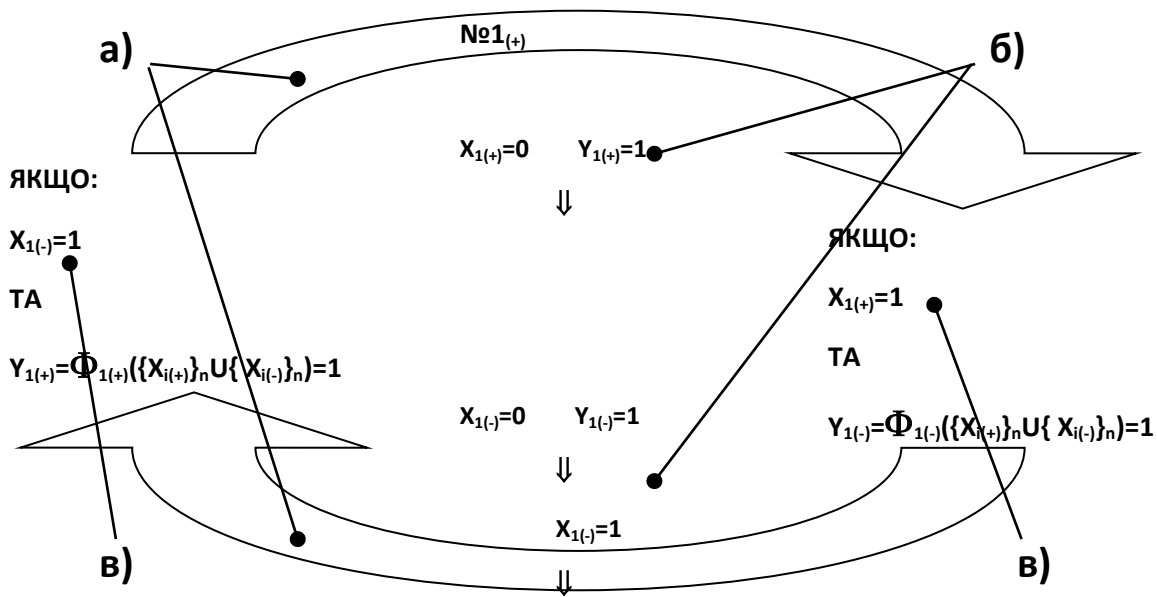 №1(+)
а)
б)
X1(+)=0 Y1(+)=1
⇓
ЯКЩО:
X1(-)=1
ТА
Y1(+)=Φ1(+)({Xi(+)}nU{ Xi(-)}n)=1
ЯКЩО:
X1(+)=1
ТА
Y1(-)=Φ1(-)({Xi(+)}nU{ Xi(-)}n)=1
X1(-)=0 Y1(-)=1
⇓
X1(-)=1
⇓
в)
в)